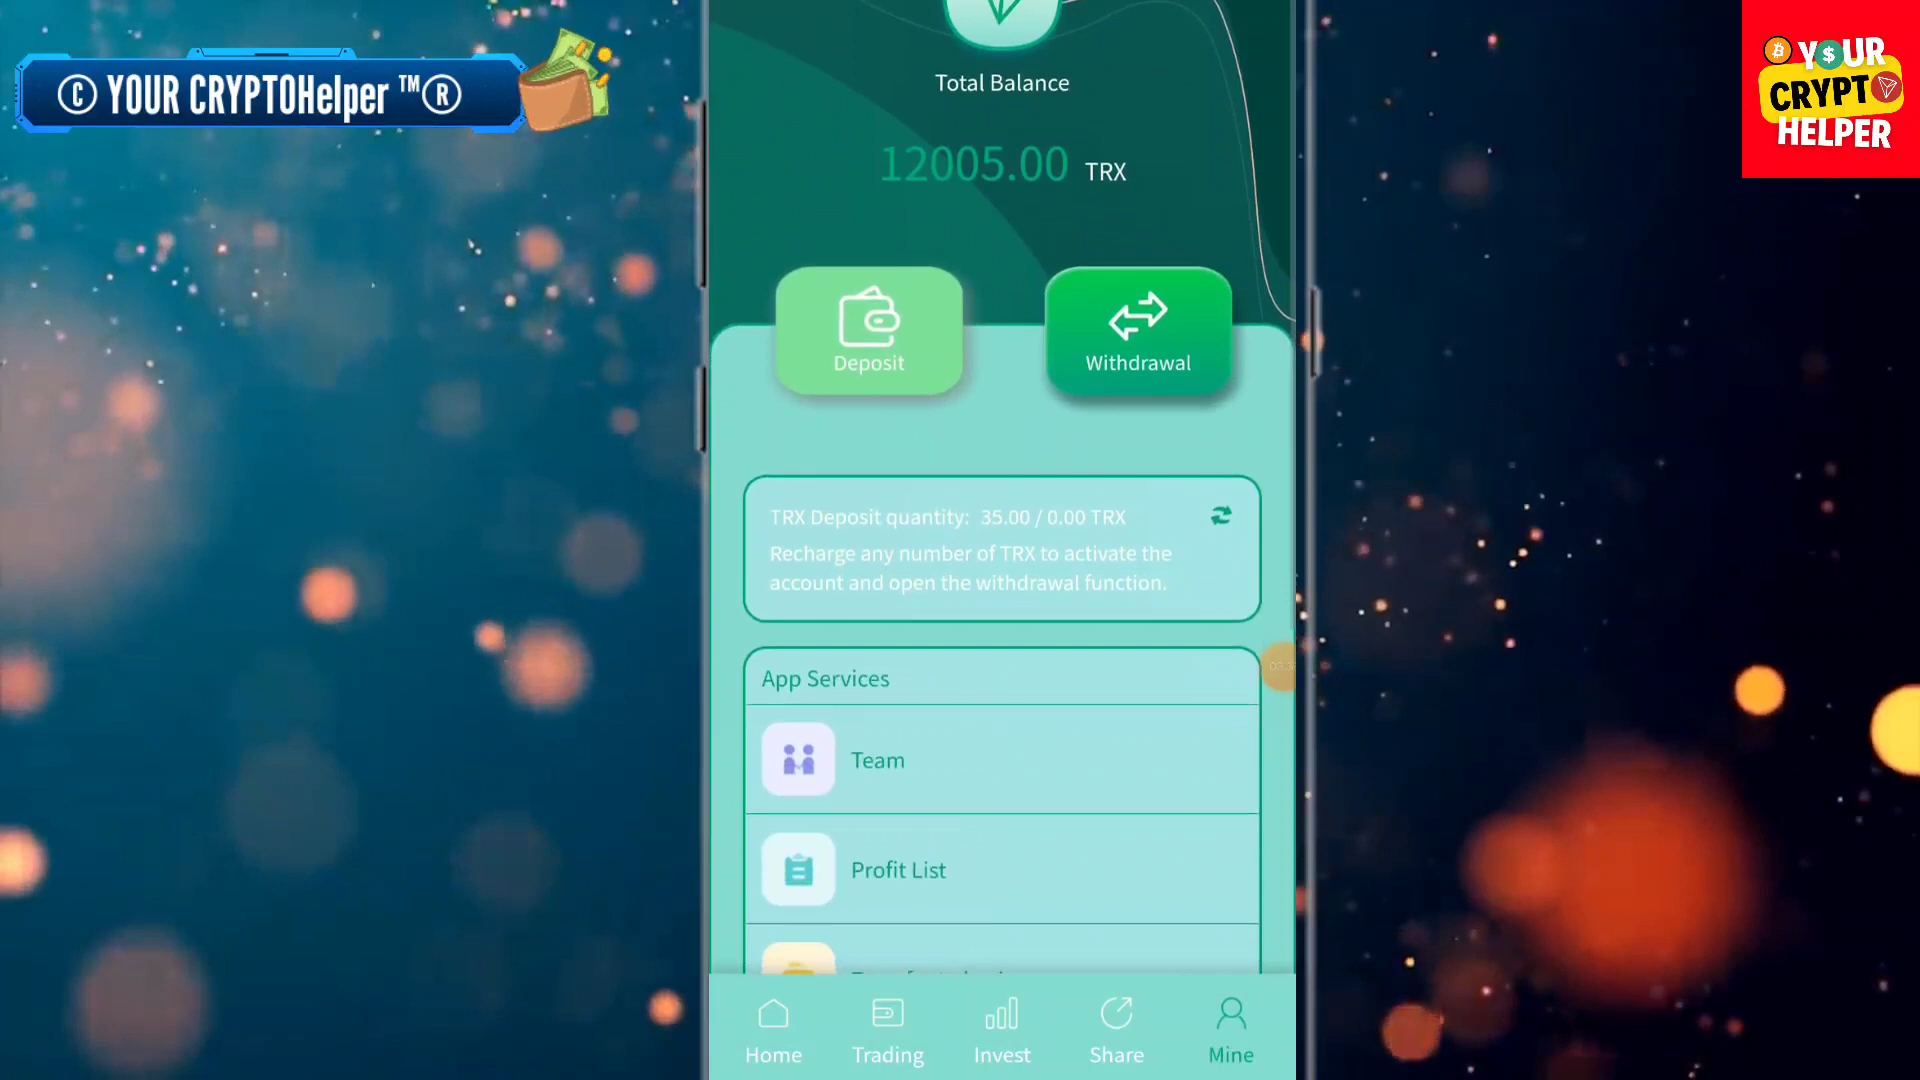 © YOUR CRYPTOHelper ™®
YOUR
CRYPTO
HELPER
Total Balance
12005.00 TRX
Deposit
Withdrawal
TRX Deposit quantity: 35.00 / 0.00 TRX
Recharge any number of TRX to activate the
account and open the withdrawal function.
App Services
Team
Profit List
Home
Trading
Invest
Share
Mine